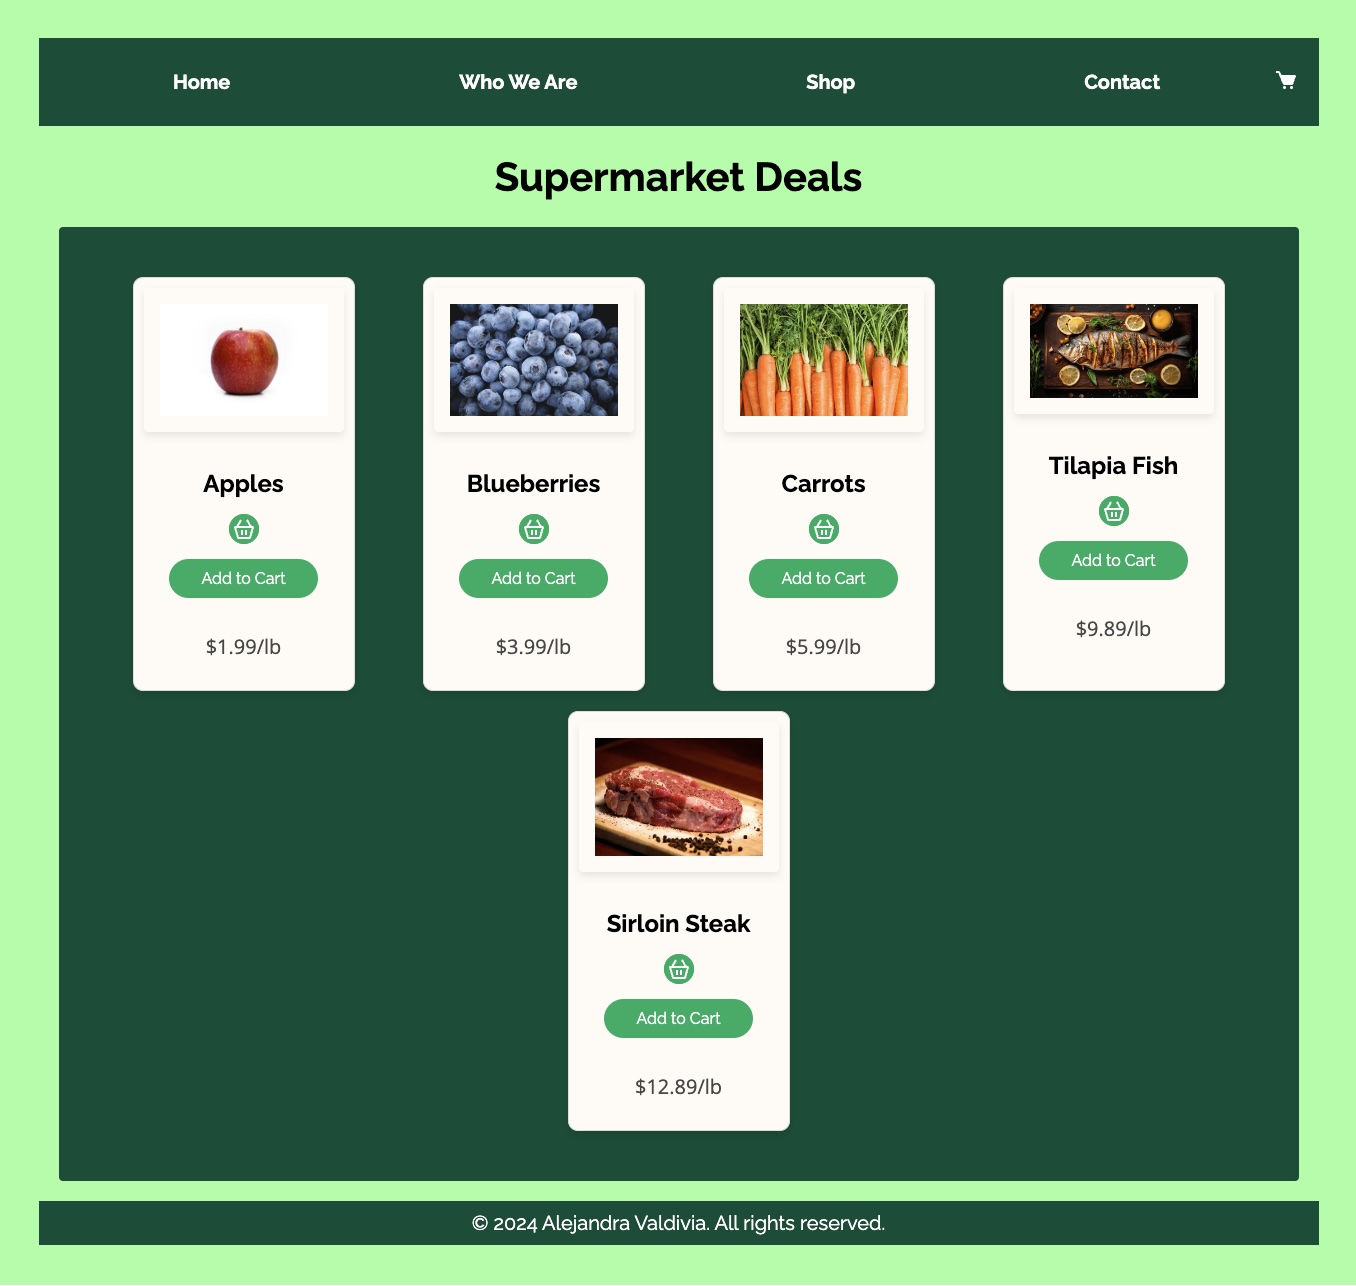 Home
Who We Are
Shop
Contact
Supermarket Deals
Apples
Add to Cart
$1.99/lb
Blueberries
Add to Cart
$3.99/lb
Carrots
Add to Cart
$5.99/lb
Tilapia Fish
Add to Cart
$9.89/lb
Sirloin Steak
Add to Cart
$12.89/lb
© 2024 Alejandra Valdivia. All rights reserved.